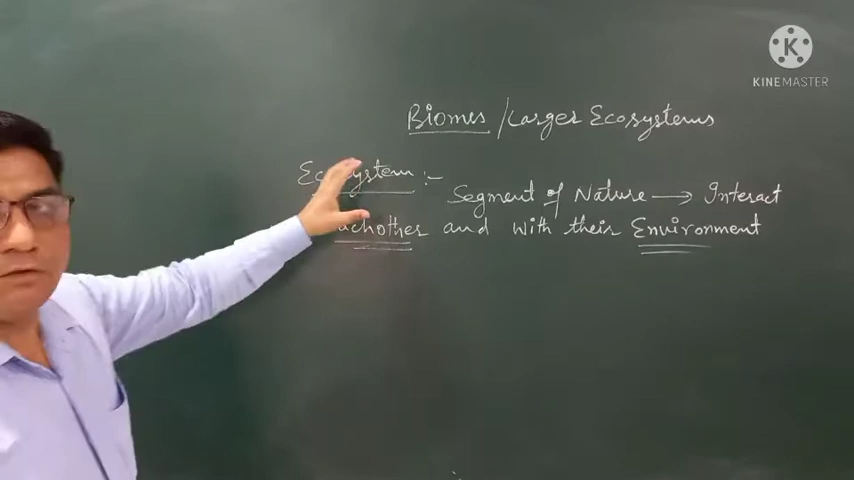 KINEMASTER
Biomes / Larger Ecosystems
Ecosystem :-
Segment of Nature → Interact
eachother and with their Environment